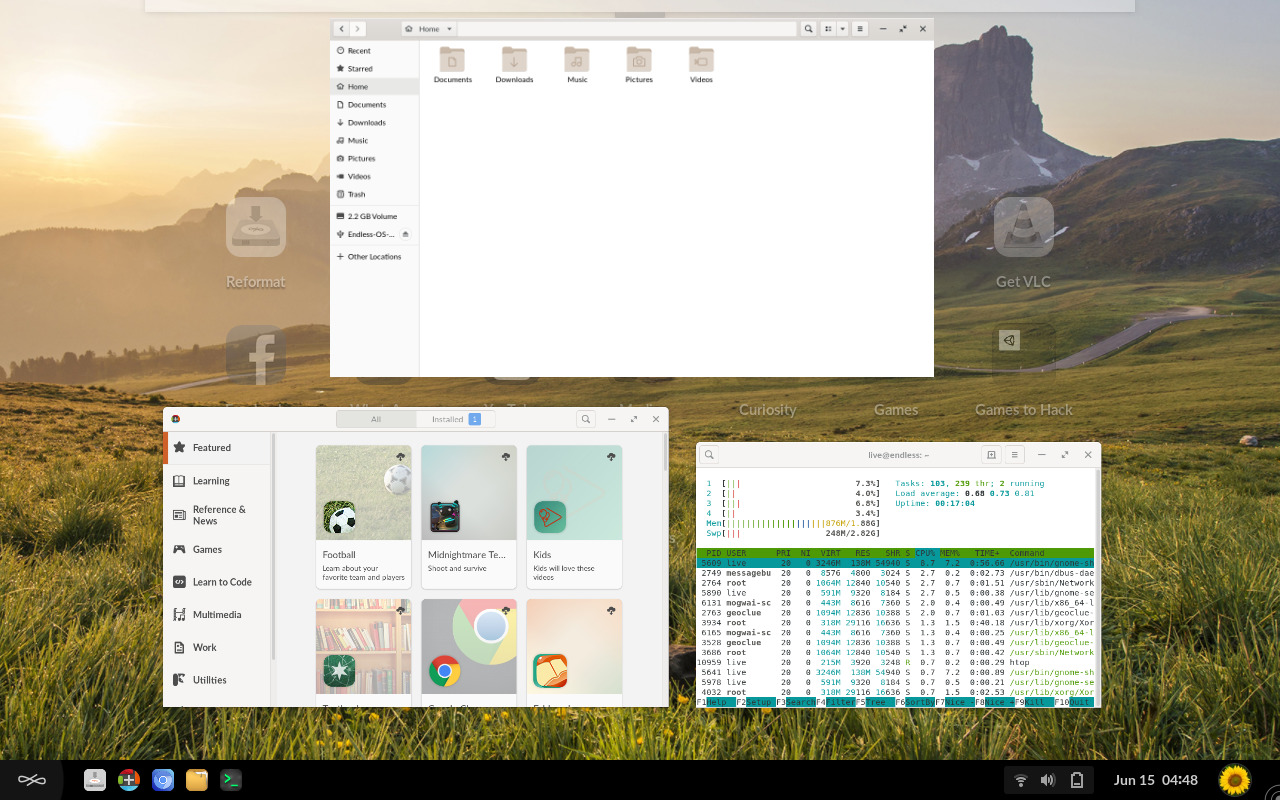 Home
Recent
Starred
Home
Documents
Downloads
Music
Pictures
Videos
Trash
2.2 GB Volume
Endless-OS-...
Other Locations
Documents
Downloads
Music
Pictures
Videos
Reformat
Get VLC
Curiosity
Games
Games to Hack
All
Installed 1
Featured
Learning
Reference &
News
Games
Learn to Code
Multimedia
Work
Utilities
Football
Learn about your
favorite team and players
Midnightmare Te...
Shoot and survive
Kids
Kids will love these
videos
live@endless: ~
1 [||| 7.3%] Tasks: 103, 239 thr; 2 running
2 [|| 4.0%] Load average: 0.68 0.73 0.81
3 [||| 6.8%] Uptime: 00:17:04
4 [|| 3.4%]
Mem[||||||||||||||||||||876M/1.88G]
Swp[||| 248M/2.82G]
PID USER PRI NI VIRT RES SHR S CPU% MEM% TIME+ Command
5609 live 20 0 3246M 138M 54940 S 8.7 7.2 0:56.66 /usr/bin/gnome-sh
2749 messagebu 20 0 8576 4800 3024 S 2.7 0.2 0:02.73 /usr/bin/dbus-dae
2764 root 20 0 1064M 12840 10540 S 2.7 0.7 0:01.51 /usr/sbin/Network
5890 live 20 0 591M 9320 8184 S 2.7 0.5 0:00.38 /usr/lib/gnome-se
6131 mogwai-sc 20 0 443M 8616 7360 S 2.0 0.4 0:00.49 /usr/lib/x86_64-l
2763 geoclue 20 0 1094M 12836 10388 S 2.0 0.7 0:01.03 /usr/lib/geoclue-
3934 root 20 0 318M 29116 16636 S 1.3 1.5 0:40.18 /usr/lib/xorg/Xor
6165 mogwai-sc 20 0 443M 8616 7360 S 1.3 0.4 0:00.25 /usr/lib/x86_64-l
3528 geoclue 20 0 1094M 12836 10388 S 1.3 0.7 0:00.49 /usr/lib/geoclue-
3686 root 20 0 1064M 12840 10540 S 1.3 0.7 0:00.42 /usr/sbin/Network
10959 live 20 0 215M 3920 3248 R 0.7 0.2 0:00.29 htop
5641 live 20 0 3246M 138M 54940 S 0.7 7.2 0:00.89 /usr/bin/gnome-sh
5978 live 20 0 591M 9320 8184 S 0.7 0.5 0:00.21 /usr/lib/gnome-se
4032 root 20 0 318M 29116 16636 S 0.7 1.5 0:02.53 /usr/lib/xorg/Xor
F1Help F2Setup F3SearchF4FilterF5Tree F6SortByF7Nice -F8Nice +F9Kill F10Quit
Jun 15 04:48